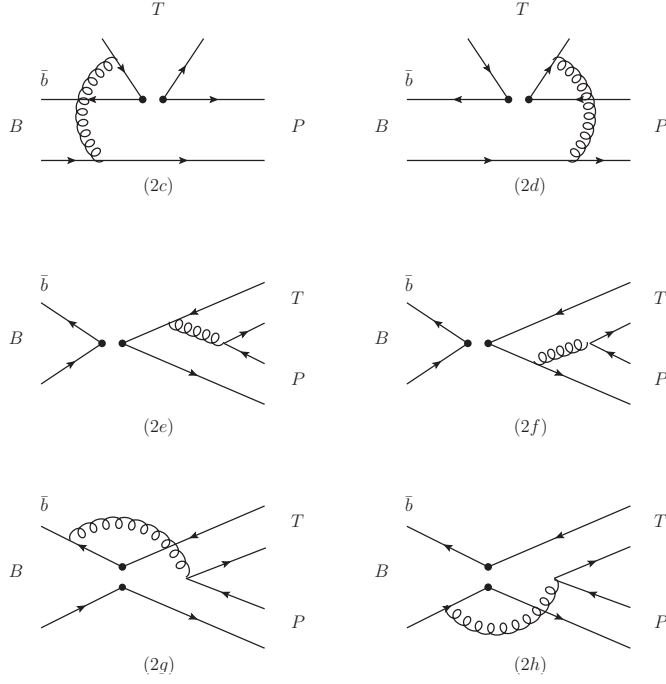 T T
b̄ b̄
B P B P
(2c) (2d)
b̄ b̄
T T
B B
P P
(2e) (2f)
b̄ b̄
T T
B B
P P
(2g) (2h)